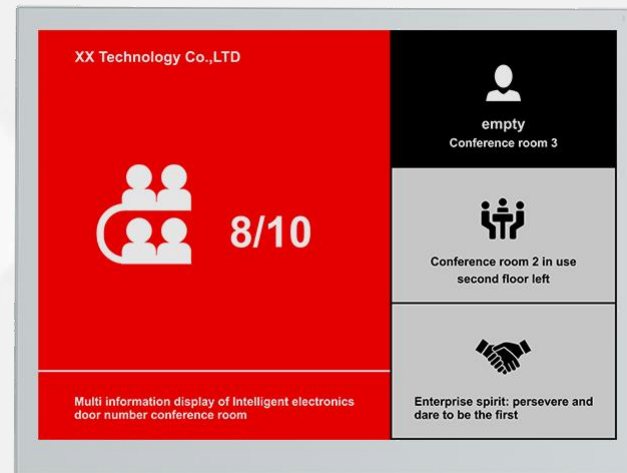 XX Technology Co.,LTD
8/10
Multi information display of Intelligent electronics
door number conference room
empty
Conference room 3
Conference room 2 in use
second floor left
Enterprise spirit: persevere and
dare to be the first